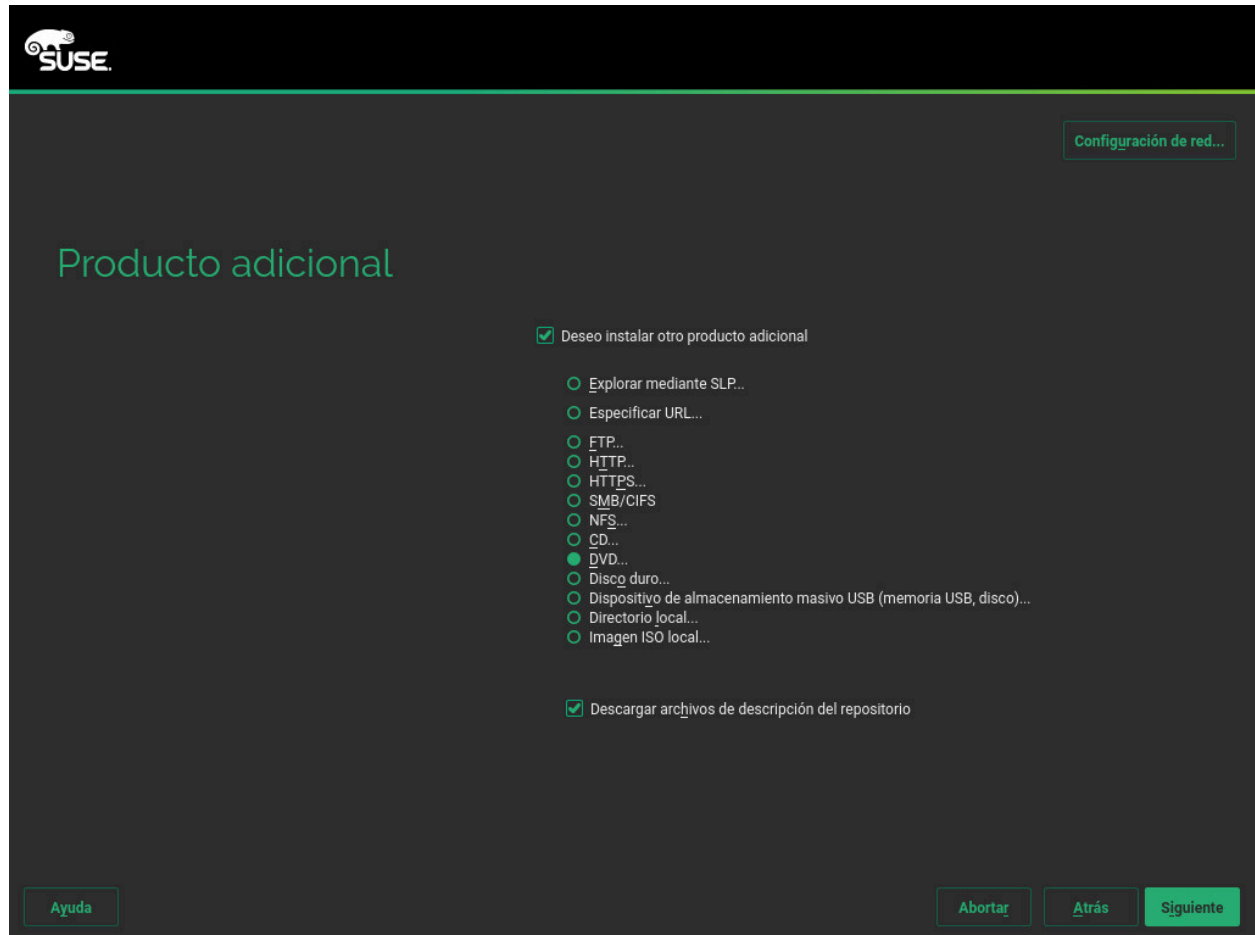 SUSE.
Configuración de red...
Producto adicional
Deseo instalar otro producto adicional
Explorar mediante SLP...
Especificar URL...
FTP...
HTTP...
HTTPS...
SMB/CIFS
NFS...
CD...
DVD...
Disco duro...
Dispositivo de almacenamiento masivo USB (memoria USB, disco)...
Directorio local...
Imagen ISO local...
Descargar archivos de descripción del repositorio
Ayuda
Abortar
Atrás
Siguiente